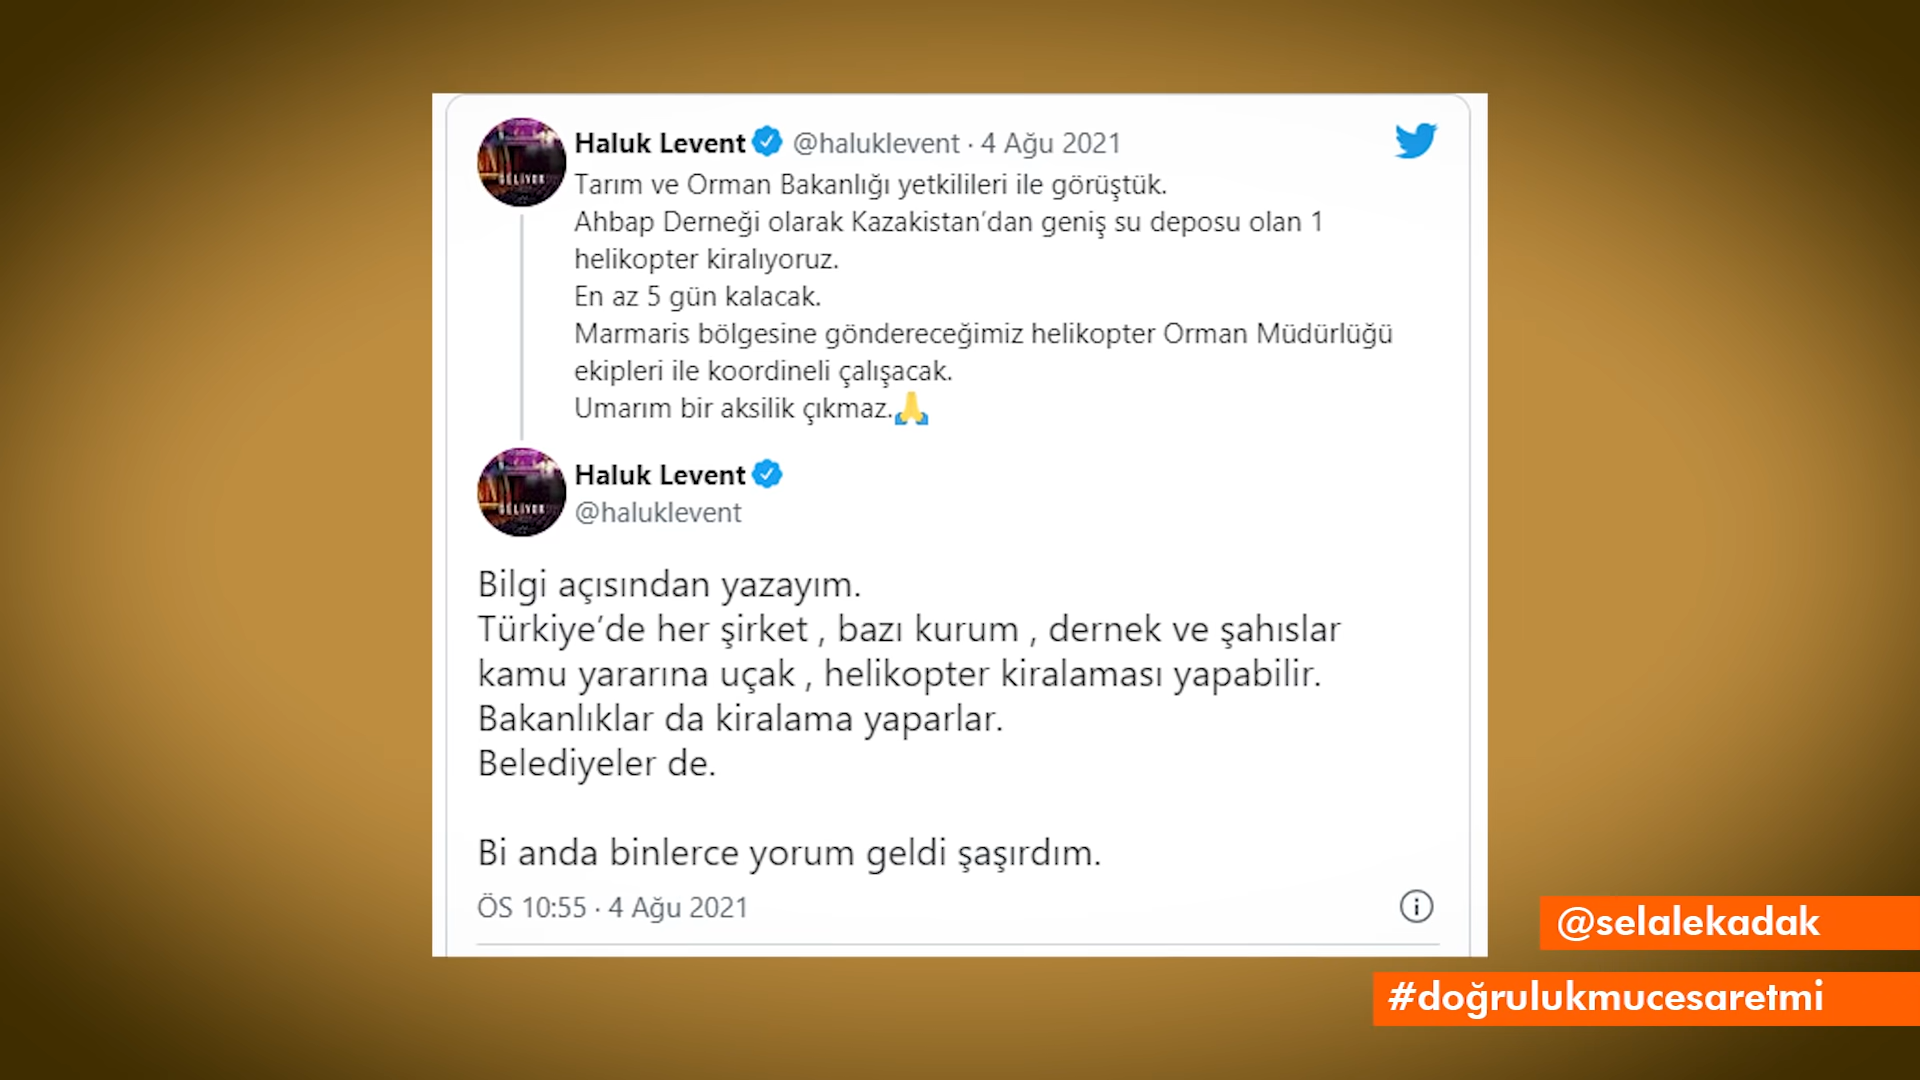 Haluk Levent @haluklevent · 4 Ağu 2021
Tarım ve Orman Bakanlığı yetkilileri ile görüştük.
Ahbap Derneği olarak Kazakistan’dan geniş su deposu olan 1
helikopter kiralıyoruz.
En az 5 gün kalacak.
Marmaris bölgesine göndereceğimiz helikopter Orman Müdürlüğü
ekipleri ile koordineli çalışacak.
Umarım bir aksilik çıkmaz.🙏
GELİYOR
Haluk Levent
@haluklevent
GELİYOR
Bilgi açısından yazayım.
Türkiye’de her şirket , bazı kurum , dernek ve şahıslar
kamu yararına uçak , helikopter kiralaması yapabilir.
Bakanlıklar da kiralama yaparlar.
Belediyeler de.
Bi anda binlerce yorum geldi şaşırdım.
ÖS 10:55 · 4 Ağu 2021
@selalekadak
#doğrulukmucesaretmi